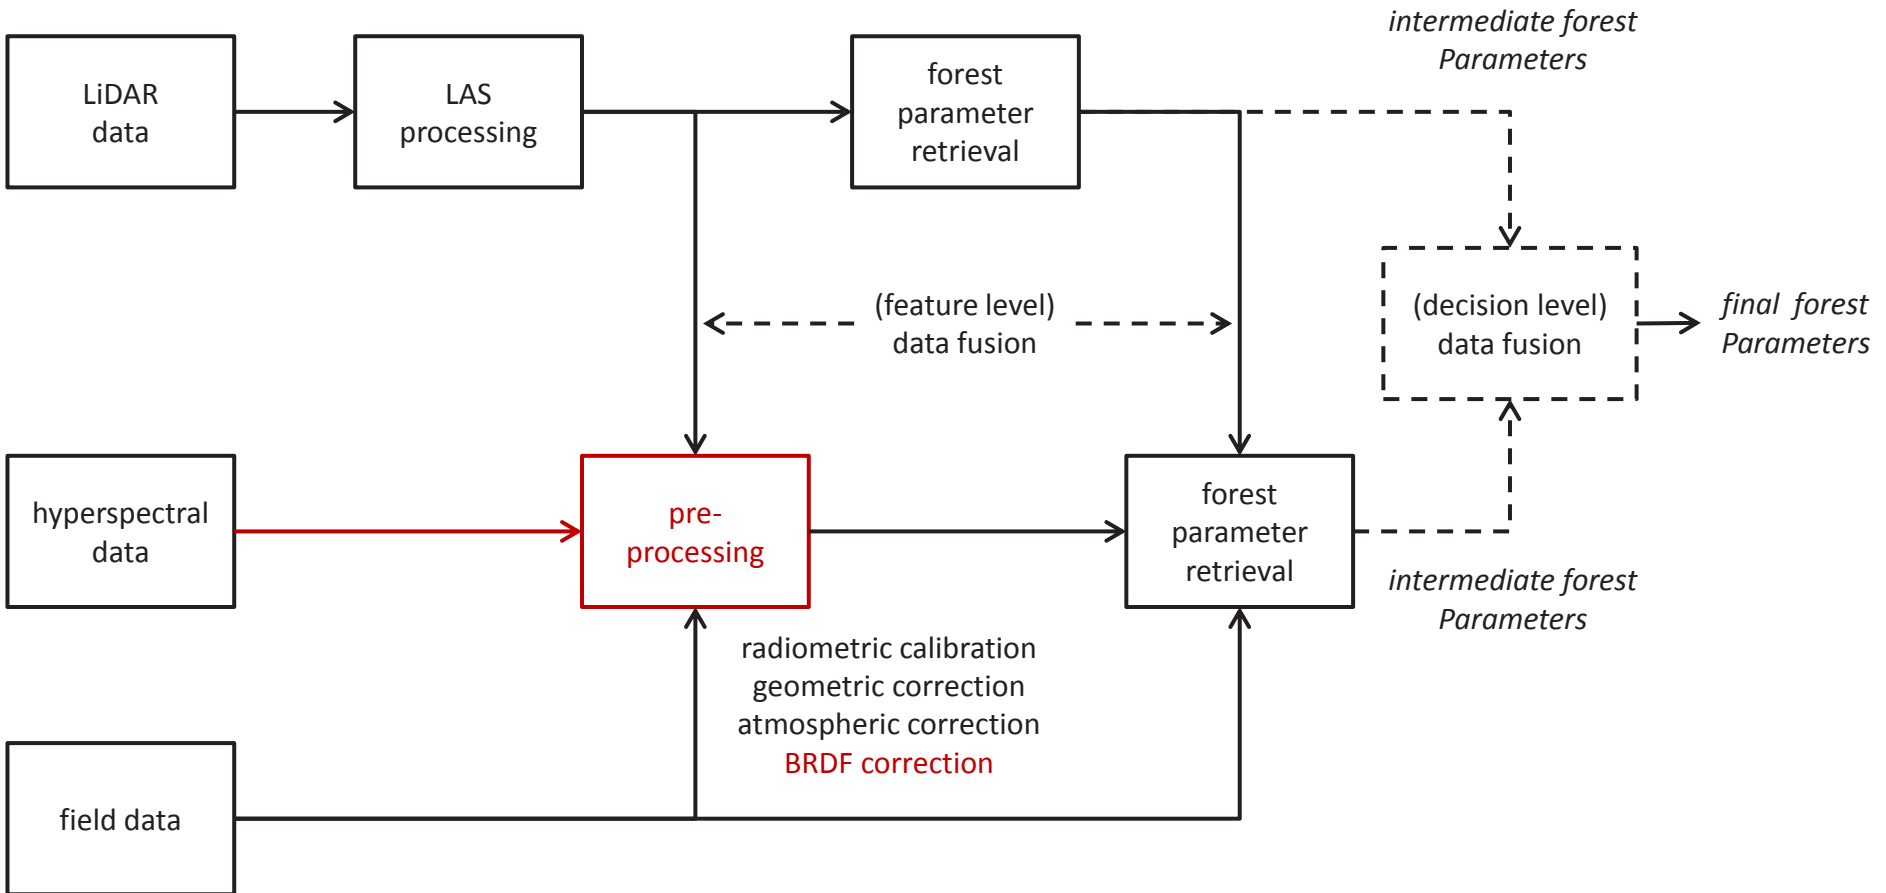 intermediate forest
Parameters
LiDAR
data
LAS
processing
forest
parameter
retrieval
(feature level)
data fusion
(decision level)
data fusion
final  forest
Parameters
hyperspectral
data
pre-
processing
forest
parameter
retrieval
intermediate forest
Parameters
radiometric calibration
geometric correction
atmospheric correction
BRDF correction
field data